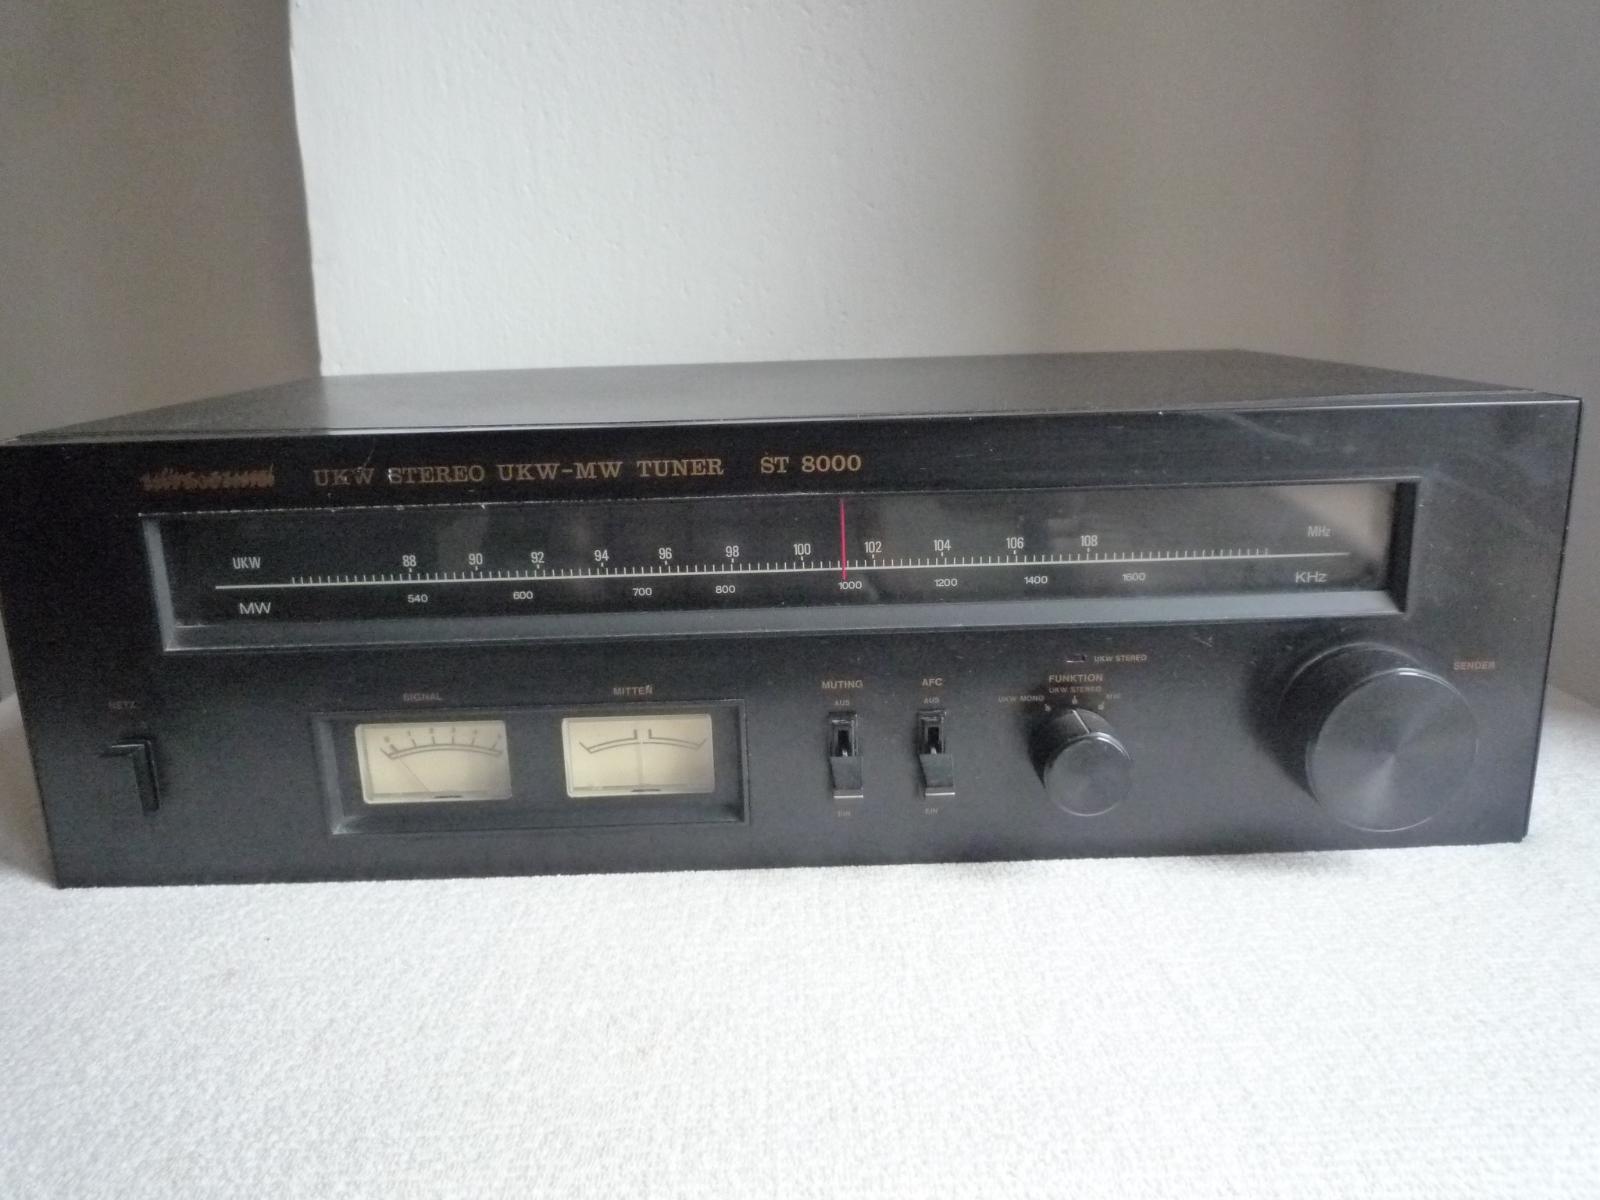 UKW STEREO UKW-MW TUNER ST 8000
UKW 88 90 92 94 96 98 100 102 104 106 108 MHz
MW 540 600 700 800 1000 1200 1400 1600 KHz
UKW STEREO
NETZ
SIGNAL
MITTEN
MUTING
AUS
EIN
AFC
AUS
EIN
FUNKTION
UKW STEREO
UKW MONO
MW
SENDER